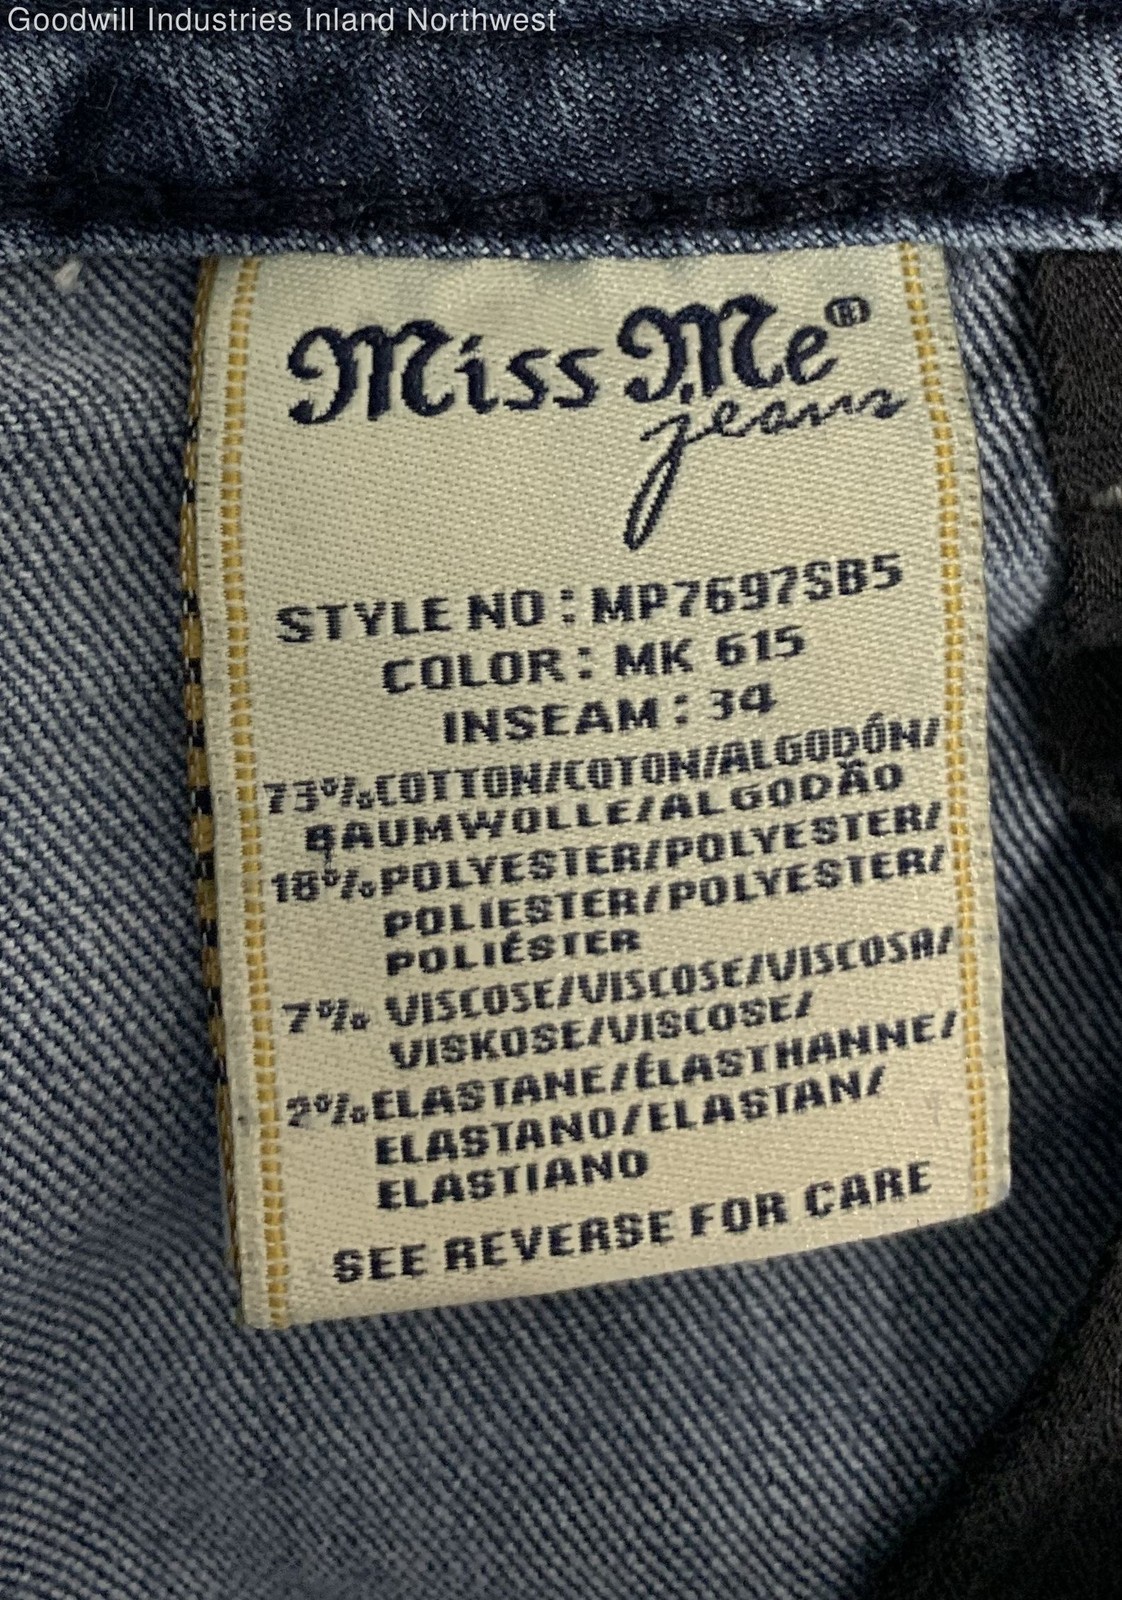 Goodwill Industries Inland Northwest
Miss Me®
jeans
STYLE NO : MP7697SB5
COLOR : MK 615
INSEAM : 34
73% COTTON/COTON/ALGODÓN/
BAUMWOLLE/ALGODÃO
18% POLYESTER/POLYESTER/
POLIESTER/POLYESTER/
POLIÉSTER
7% VISCOSE/VISCOSE/VISCOSA/
VISKOSE/VISCOSE/
2% ELASTANE/ÉLASTHANNE/
ELASTANO/ELASTAN/
ELASTIANO
SEE REVERSE FOR CARE